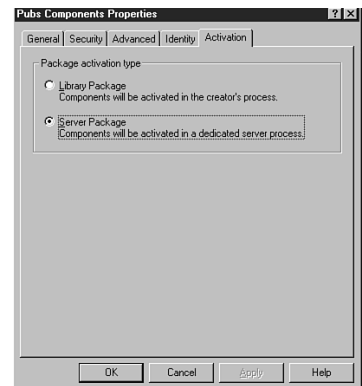 Pubs Components Properties
General Security Advanced Identity Activation
Package activation type
Library Package
Components will be activated in the creator's process.
Server Package
Components will be activated in a dedicated server process.
OK Cancel Apply Help